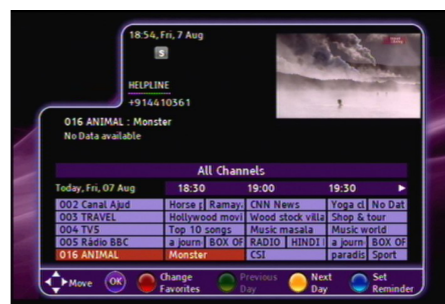 18:54, Fri, 7 Aug
S
HELPLINE
+914410361
016 ANIMAL : Monster
No Data available
All Channels
Today, Fri, 07 Aug 18:30 19:00 19:30
002 Canal Ajud Horse Ramay CNN News Yoga cl No Dat
003 TRAVEL Hollywood movi Wood stock villa Shop & tour
004 TV5 Top 10 songs Music masala Music world
005 Rádio BBC a journ BOX OF RADIO HINDI a journ BOX OF
016 ANIMAL Monster CSI paradis Sport
Move OK Change Favorites Previous Day Next Day Set Reminder